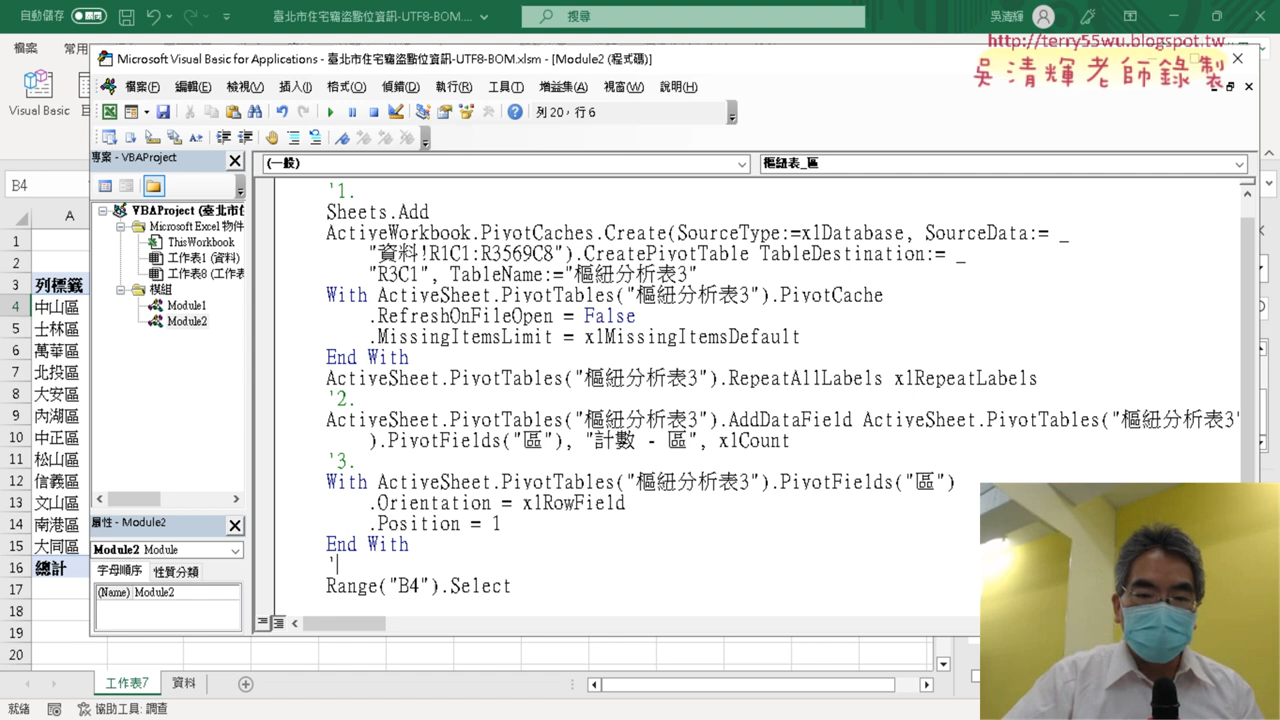 自動儲存
臺北市住宅竊盜點位資訊-UTF8-BOM....
搜尋
吳清輝
http://terry55wu.blogspot.tw
吳清輝老師錄製
檔案
常用
Visual Basic
Microsoft Visual Basic for Applications - 臺北市住宅竊盜點位資訊-UTF8-BOM.xlsm - [Module2 (程式碼)]
檔案(F) 編輯(E) 檢視(V) 插入(I) 格式(O) 偵錯(D) 執行(R) 工具(T) 增益集(A) 視窗(W) 說明(H)
列 20，行 6
專案 - VBAProject
(一般)
樞紐表_區
VBAProject (臺北市住
Microsoft Excel 物件
ThisWorkbook
工作表1 (資料)
工作表8 (工作表
模組
Module1
Module2
屬性 - Module2
Module2 Module
字母順序 性質分類
(Name) Module2
'1.
Sheets.Add
ActiveWorkbook.PivotCaches.Create(SourceType:=xlDatabase, SourceData:= _
"資料!R1C1:R3569C8").CreatePivotTable TableDestination:= _
"R3C1", TableName:="樞紐分析表3"
With ActiveSheet.PivotTables("樞紐分析表3").PivotCache
.RefreshOnFileOpen = False
.MissingItemsLimit = xlMissingItemsDefault
End With
ActiveSheet.PivotTables("樞紐分析表3").RepeatAllLabels xlRepeatLabels
'2.
ActiveSheet.PivotTables("樞紐分析表3").AddDataField ActiveSheet.PivotTables("樞紐分析表3"
).PivotFields("區"), "計數 - 區", xlCount
'3.
With ActiveSheet.PivotTables("樞紐分析表3").PivotFields("區")
.Orientation = xlRowField
.Position = 1
End With
'
Range("B4").Select
B4
A
1
2
3 列標籤
4 中山區
5 士林區
6 萬華區
7 北投區
8 大安區
9 內湖區
10 中正區
11 松山區
12 信義區
13 文山區
14 南港區
15 大同區
16 總計
17
18
19
20
工作表7
資料
就緒
協助工具: 調查